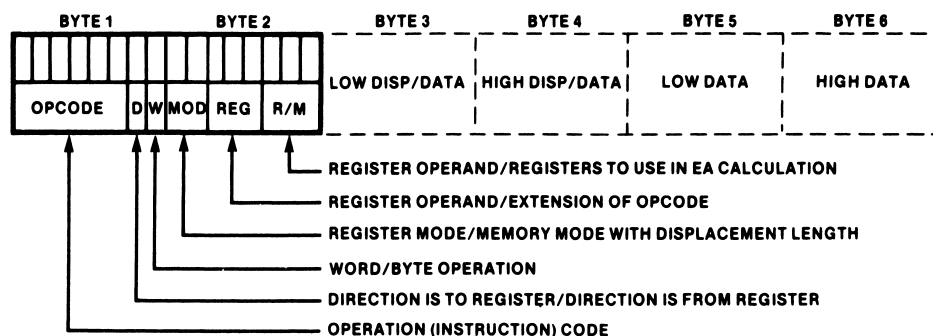 BYTE 1 BYTE 2 BYTE 3 BYTE 4 BYTE 5 BYTE 6
LOW DISP/DATA HIGH DISP/DATA LOW DATA HIGH DATA
OPCODE D W MOD REG R/M
REGISTER OPERAND/REGISTERS TO USE IN EA CALCULATION
REGISTER OPERAND/EXTENSION OF OPCODE
REGISTER MODE/MEMORY MODE WITH DISPLACEMENT LENGTH
WORD/BYTE OPERATION
DIRECTION IS TO REGISTER/DIRECTION IS FROM REGISTER
OPERATION (INSTRUCTION) CODE